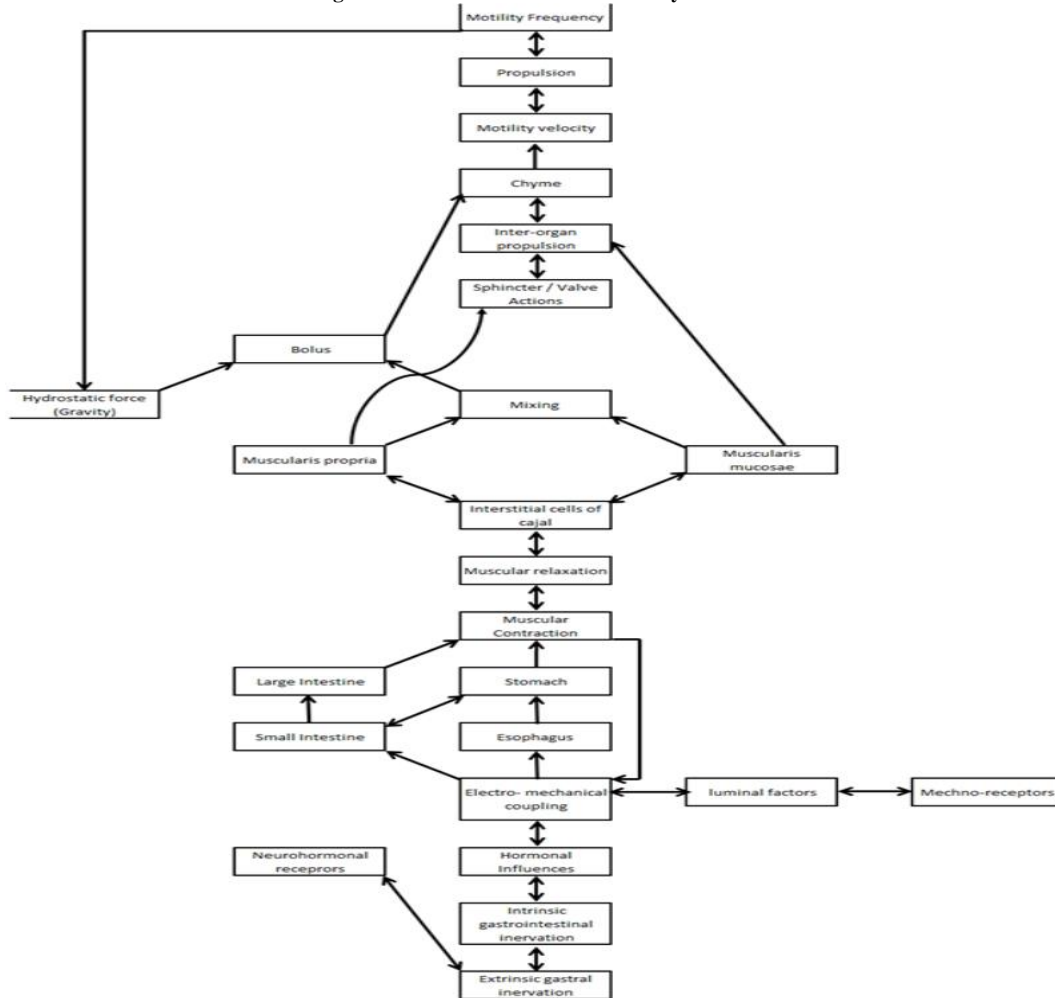 Motility Frequency
Propulsion
Motility velocity
Chyme
Inter-organ
propulsion
Sphincter / Valve
Actions
Bolus
Hydrostatic force
(Gravity)
Mixing
Muscularis propria
Muscularis
mucosae
Interstitial cells of
cajal
Muscular relaxation
Muscular
Contraction
Large Intestine
Stomach
Small Intestine
Esophagus
Electro- mechanical
coupling
luminal factors
Mechno-receptors
Neurohormonal
receprors
Hormonal
Influences
Intrinsic
gastrointestinal
inervation
Extrinsic gastral
inervation